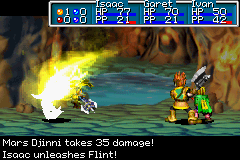 Isaac Garet Ivan
1 0 HP 77 HP 70 HP 50
0 0 PP 21 PP 21 PP 42
Mars Djinni takes 35 damage!
Isaac unleashes Flint!